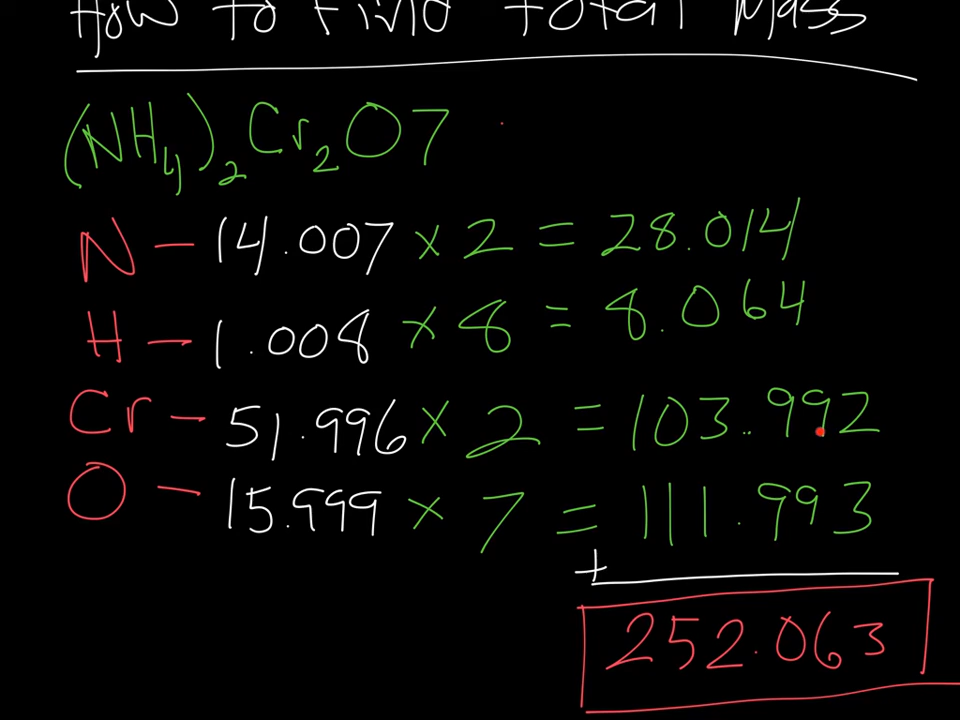 How to Find Total Mass
(NH4)2Cr2O7
N - 14.007 × 2 = 28.014
H - 1.008 × 8 = 8.064
Cr - 51.996 × 2 = 103.992
O - 15.999 × 7 = 111.993
+
252.063